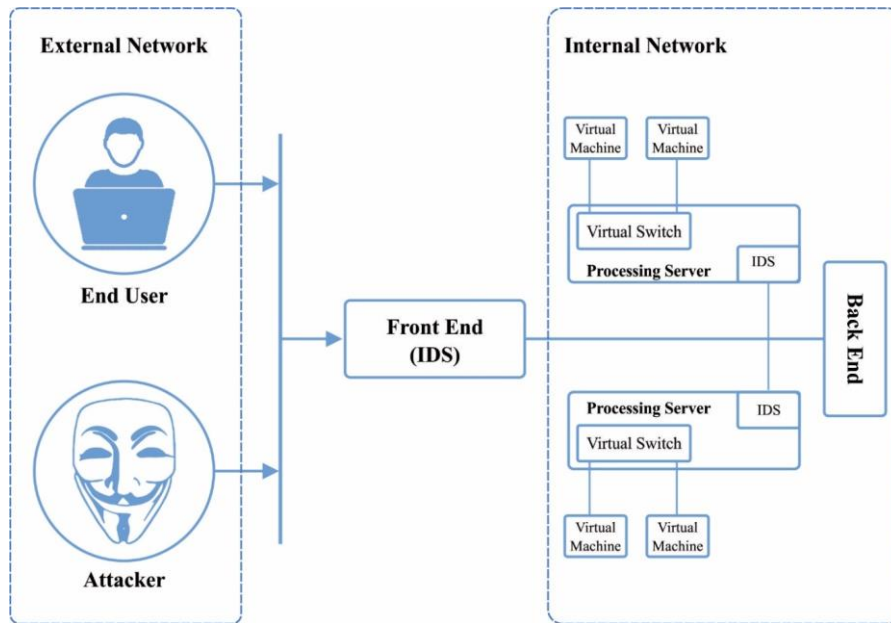 External Network
End User
Attacker
Front End
(IDS)
Internal Network
Virtual
Machine
Virtual
Machine
Virtual Switch
Processing Server
IDS
Back End
Processing Server
IDS
Virtual Switch
Virtual
Machine
Virtual
Machine